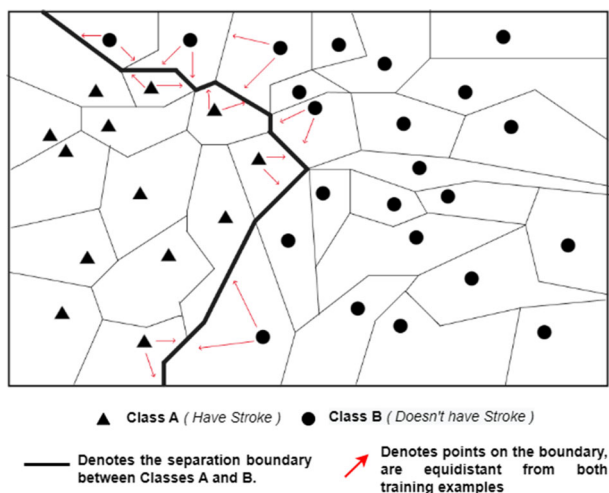 Class A ( Have Stroke )
Class B ( Doesn't have Stroke )
Denotes the separation boundary
between Classes A and B.
Denotes points on the boundary,
are equidistant from both
training examples